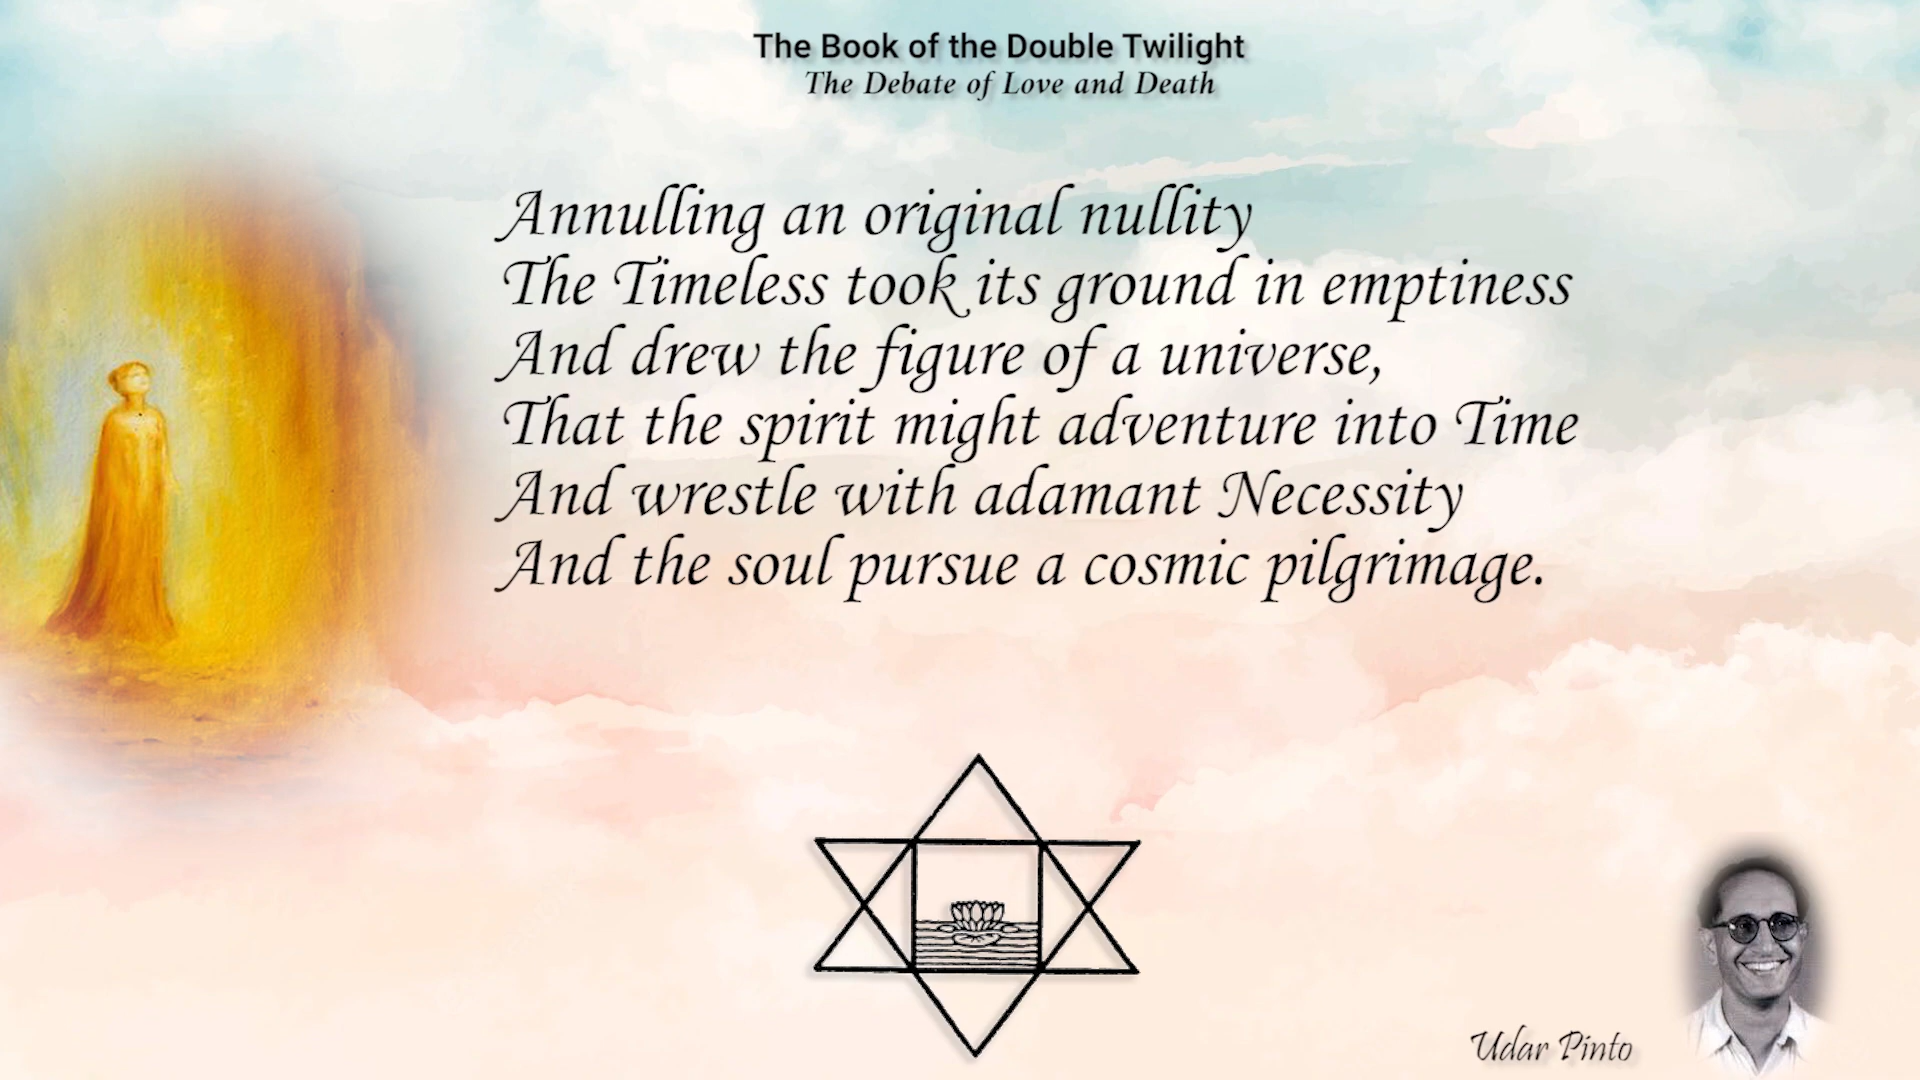 The Book of the Double Twilight
The Debate of Love and Death
Annulling an original nullity
The Timeless took its ground in emptiness
And drew the figure of a universe,
That the spirit might adventure into Time
And wrestle with adamant Necessity
And the soul pursue a cosmic pilgrimage.
Udar Pinto